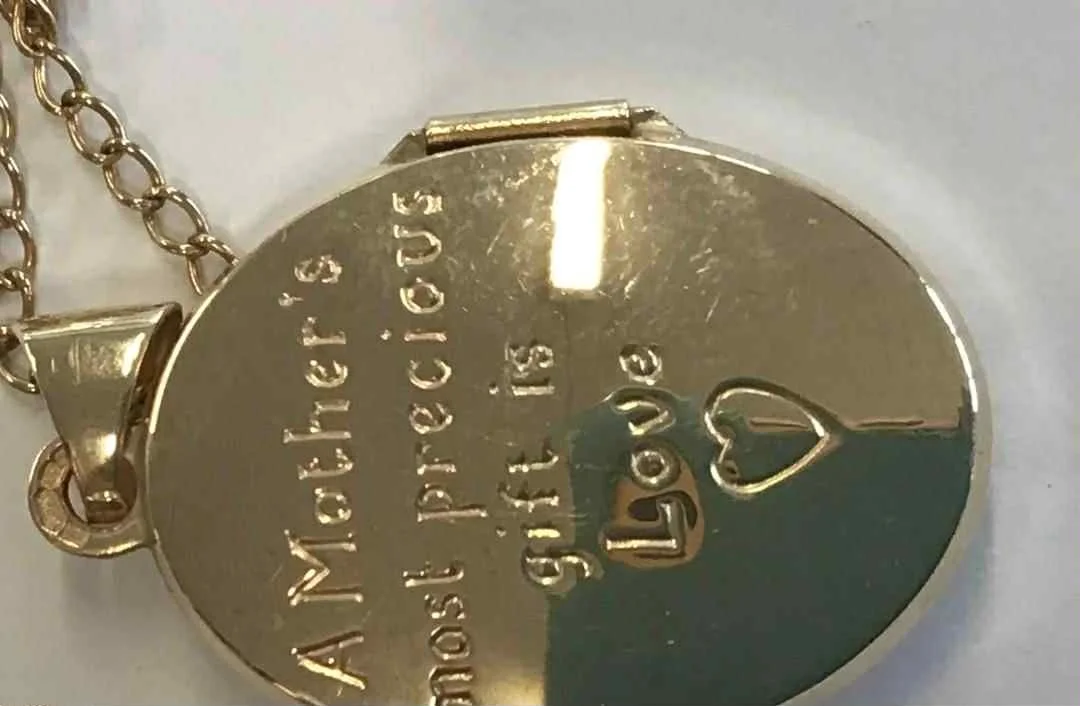 A Mother's
most precious
gift is
Love